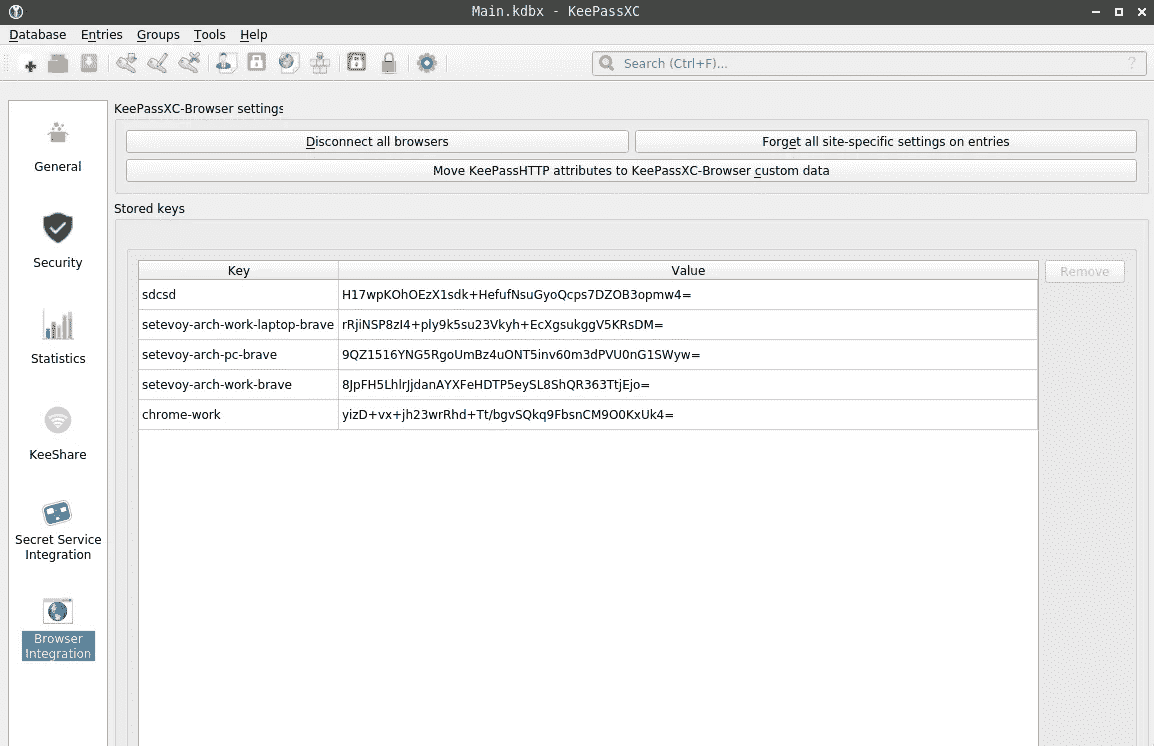 Main.kdbx - KeePassXC
Database Entries Groups Tools Help
Search (Ctrl+F)... ?
KeePassXC-Browser settings
Disconnect all browsers Forget all site-specific settings on entries
Move KeePassHTTP attributes to KeePassXC-Browser custom data
General
Security
Statistics
KeeShare
Secret Service
Integration
Browser
Integration
Stored keys
Key Value Remove
sdcsd H17wpKOhOEzX1sdk+HefufNsuGyoQcps7DZOB3opmw4=
setevoy-arch-work-laptop-brave rRjiNSP8zI4+ply9k5su23Vkyh+EcXgsukggV5KRsDM=
setevoy-arch-pc-brave 9QZ1516YNG5RgoUmBz4uONT5inv60m3dPVU0nG1SWyw=
setevoy-arch-work-brave 8JpFH5LhlrJjdanAYXFeHDTP5eySL8ShQR363TtjEjo=
chrome-work yizD+vx+jh23wrRhd+Tt/bgvSQkq9FbsnCM9O0KxUk4=